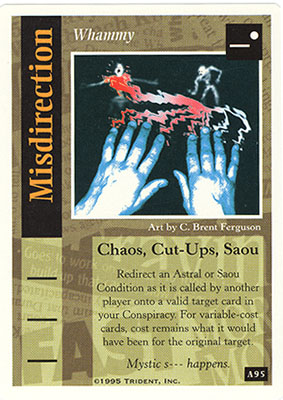 Misdirection
Whammy
Art by C. Brent Ferguson
Chaos, Cut-Ups, Saou
Redirect an Astral or Saou
Condition as it is called by another
player onto a valid target card in
your Conspiracy. For variable-cost
cards, cost remains what it would
have been for the original target.
Mystic s--- happens.
©1995 TRIDENT, INC.
A95